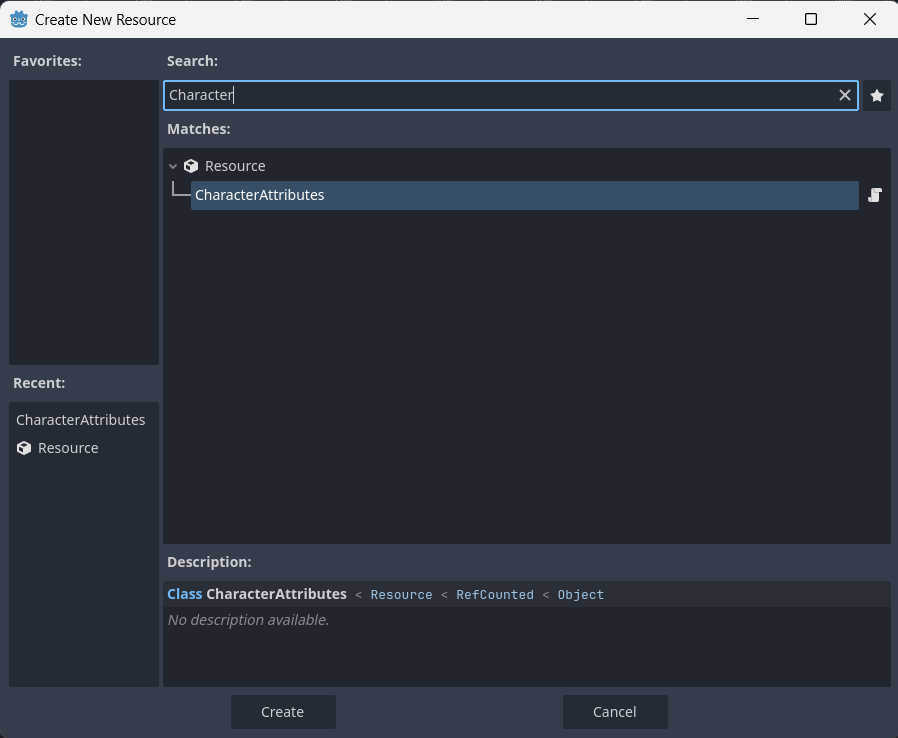 Create New Resource
Favorites:
Search:
Character
Matches:
Resource
CharacterAttributes
Recent:
CharacterAttributes
Resource
Description:
Class CharacterAttributes < Resource < RefCounted < Object
No description available.
Create
Cancel